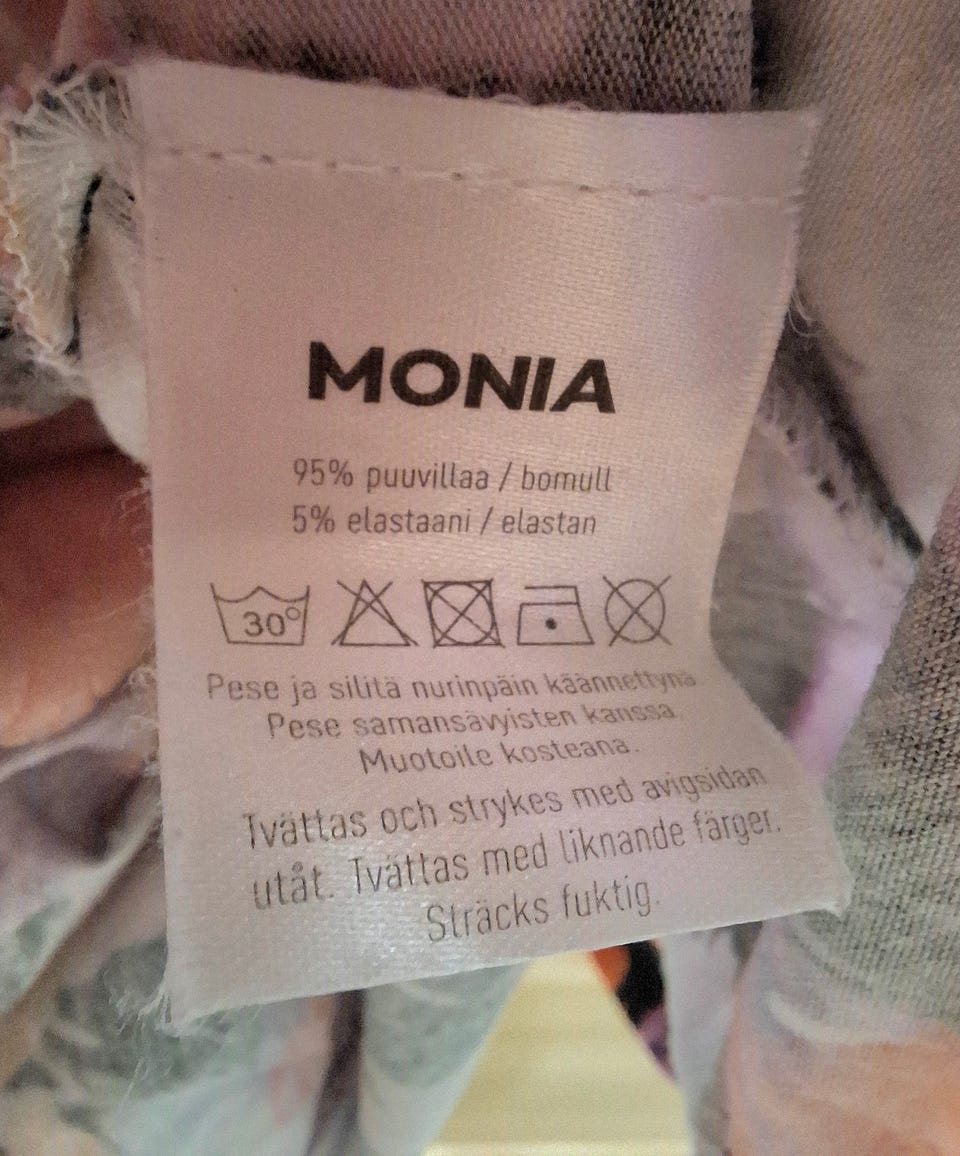 MONIA
95% puuvillaa / bomull
5% elastaani / elastan
30°
Pese ja silitä nurinpäin käännettynä.
Pese samansävyisten kanssa.
Muotoile kosteana.
Tvättas och strykes med avigsidan
utåt. Tvättas med liknande färger.
Sträcks fuktig.